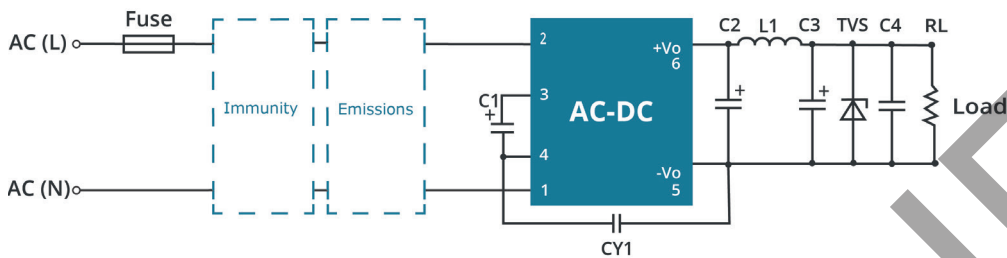 Fuse
C2 L1 C3 TVS C4 RL
AC (L)
2
+Vo
6
C1
+
3
+
+
Immunity
Emissions
AC-DC
Load
4
-Vo
5
1
AC (N)
CY1